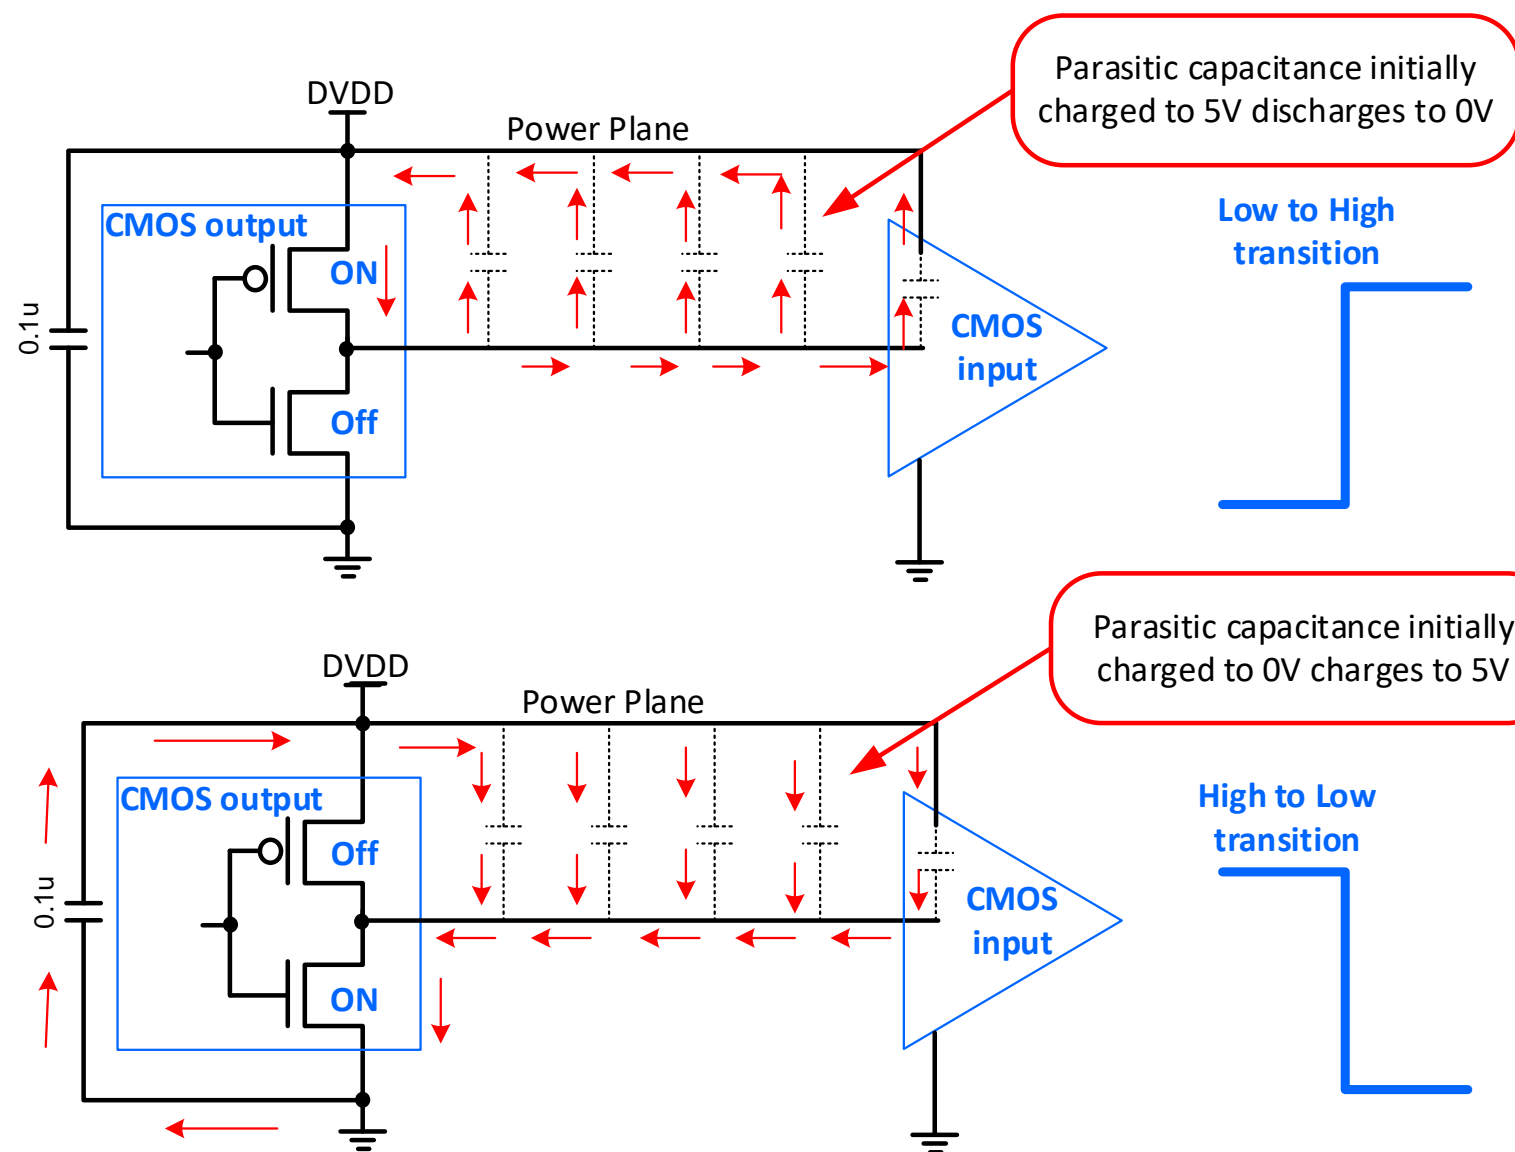 Parasitic capacitance initially
charged to 5V discharges to 0V
DVDD
Power Plane
CMOS output
ON
Off
0.1u
CMOS
input
Low to High
transition
Parasitic capacitance initially
charged to 0V charges to 5V
DVDD
Power Plane
CMOS output
Off
ON
0.1u
CMOS
input
High to Low
transition